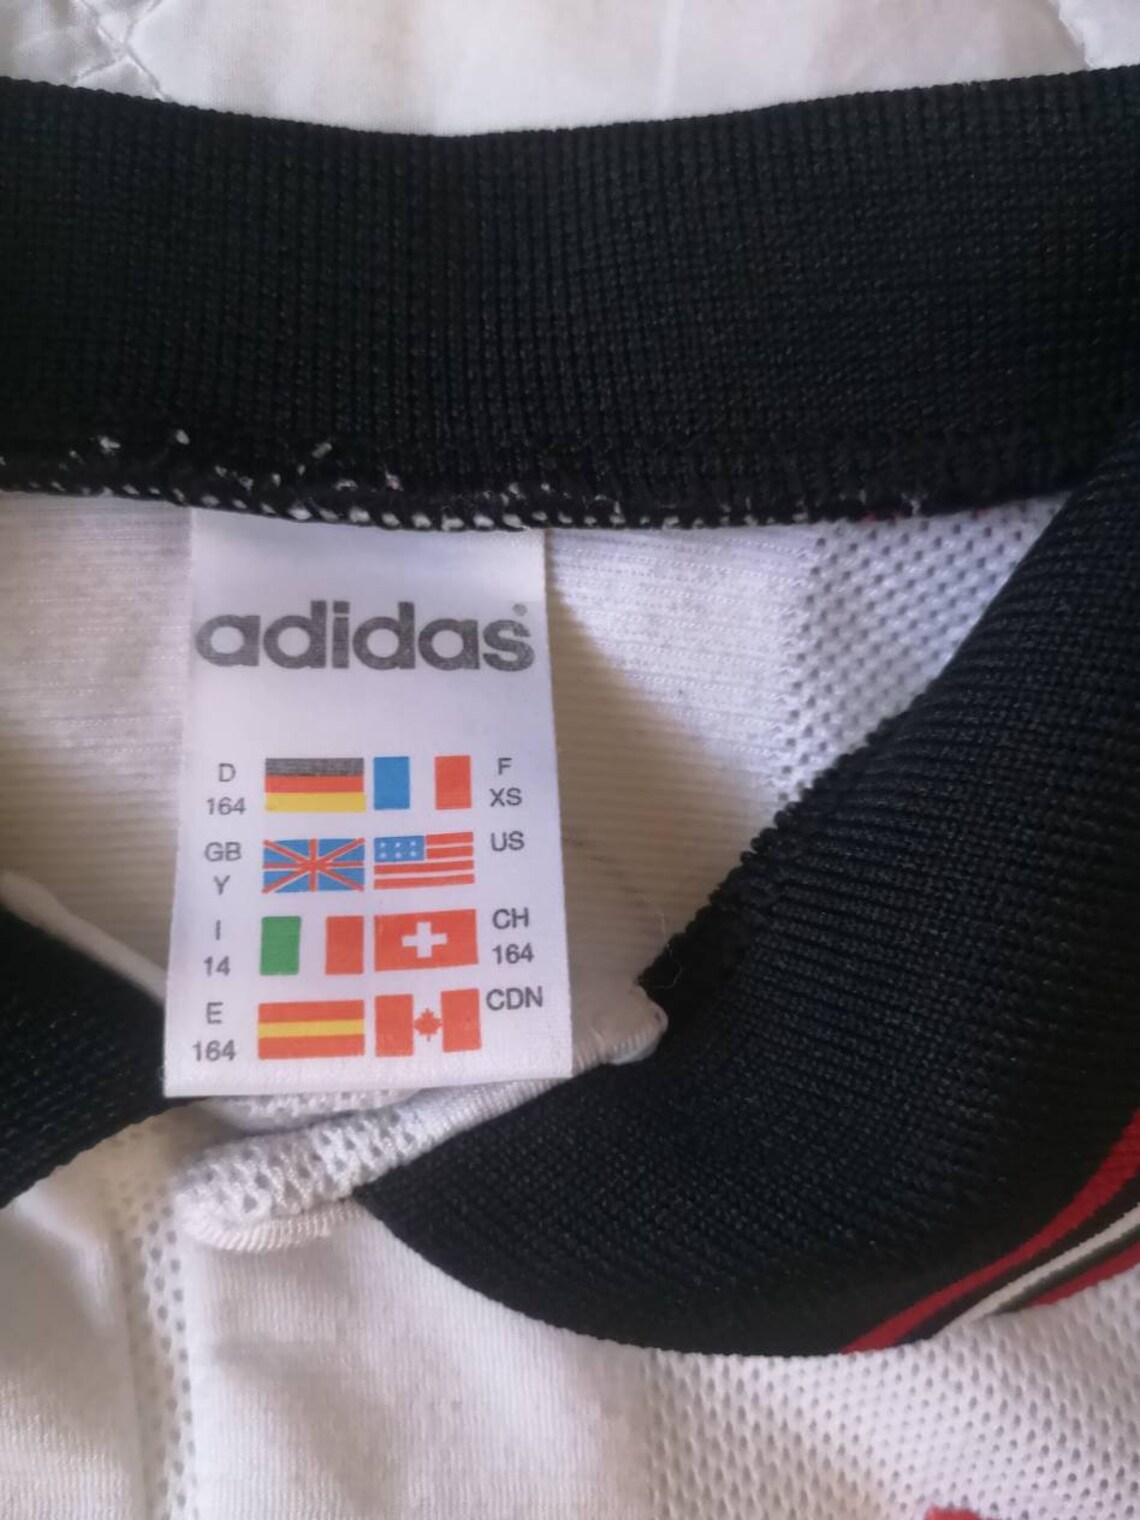 adidas®
D F
164 XS
GB US
Y
I CH
14 164
E CDN
164